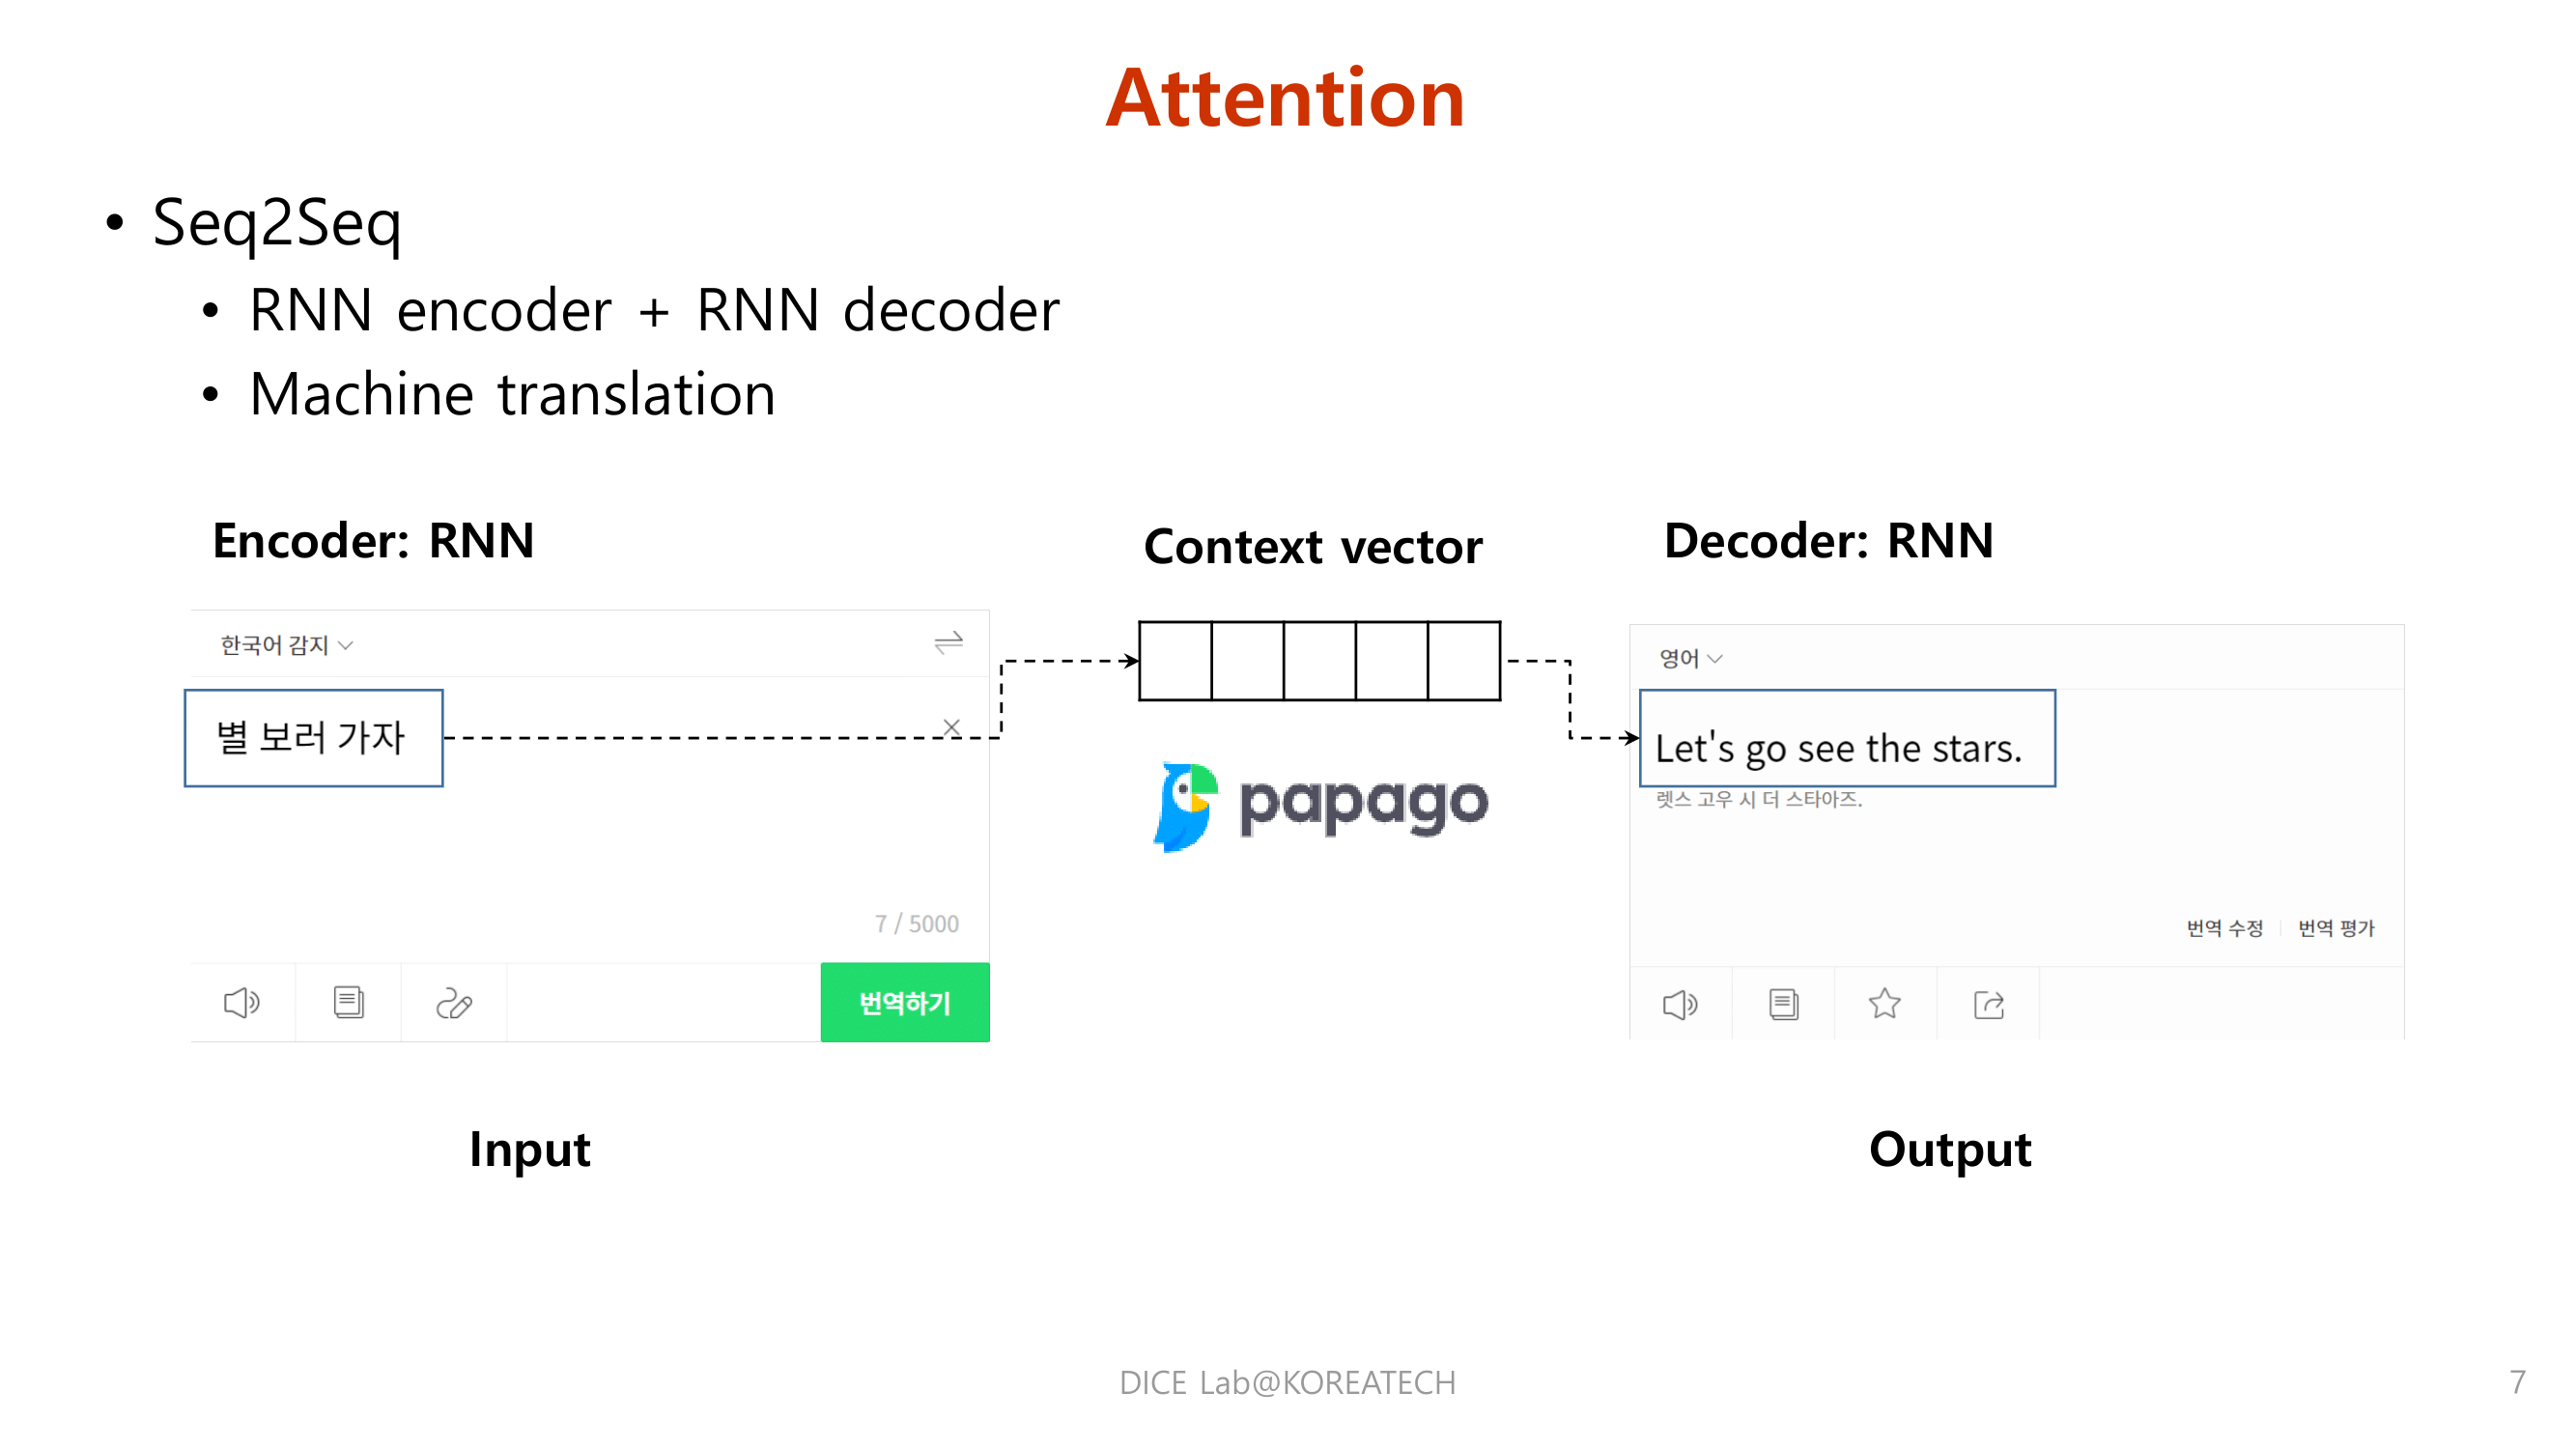 Attention
• Seq2Seq
• RNN encoder + RNN decoder
• Machine translation
Encoder: RNN
Context vector
Decoder: RNN
한국어 감지
별 보러 가자
7 / 5000
번역하기
papago
영어
Let's go see the stars.
렛스 고우 시 더 스타아즈.
번역 수정
번역 평가
Input
Output
DICE Lab@KOREATECH
7